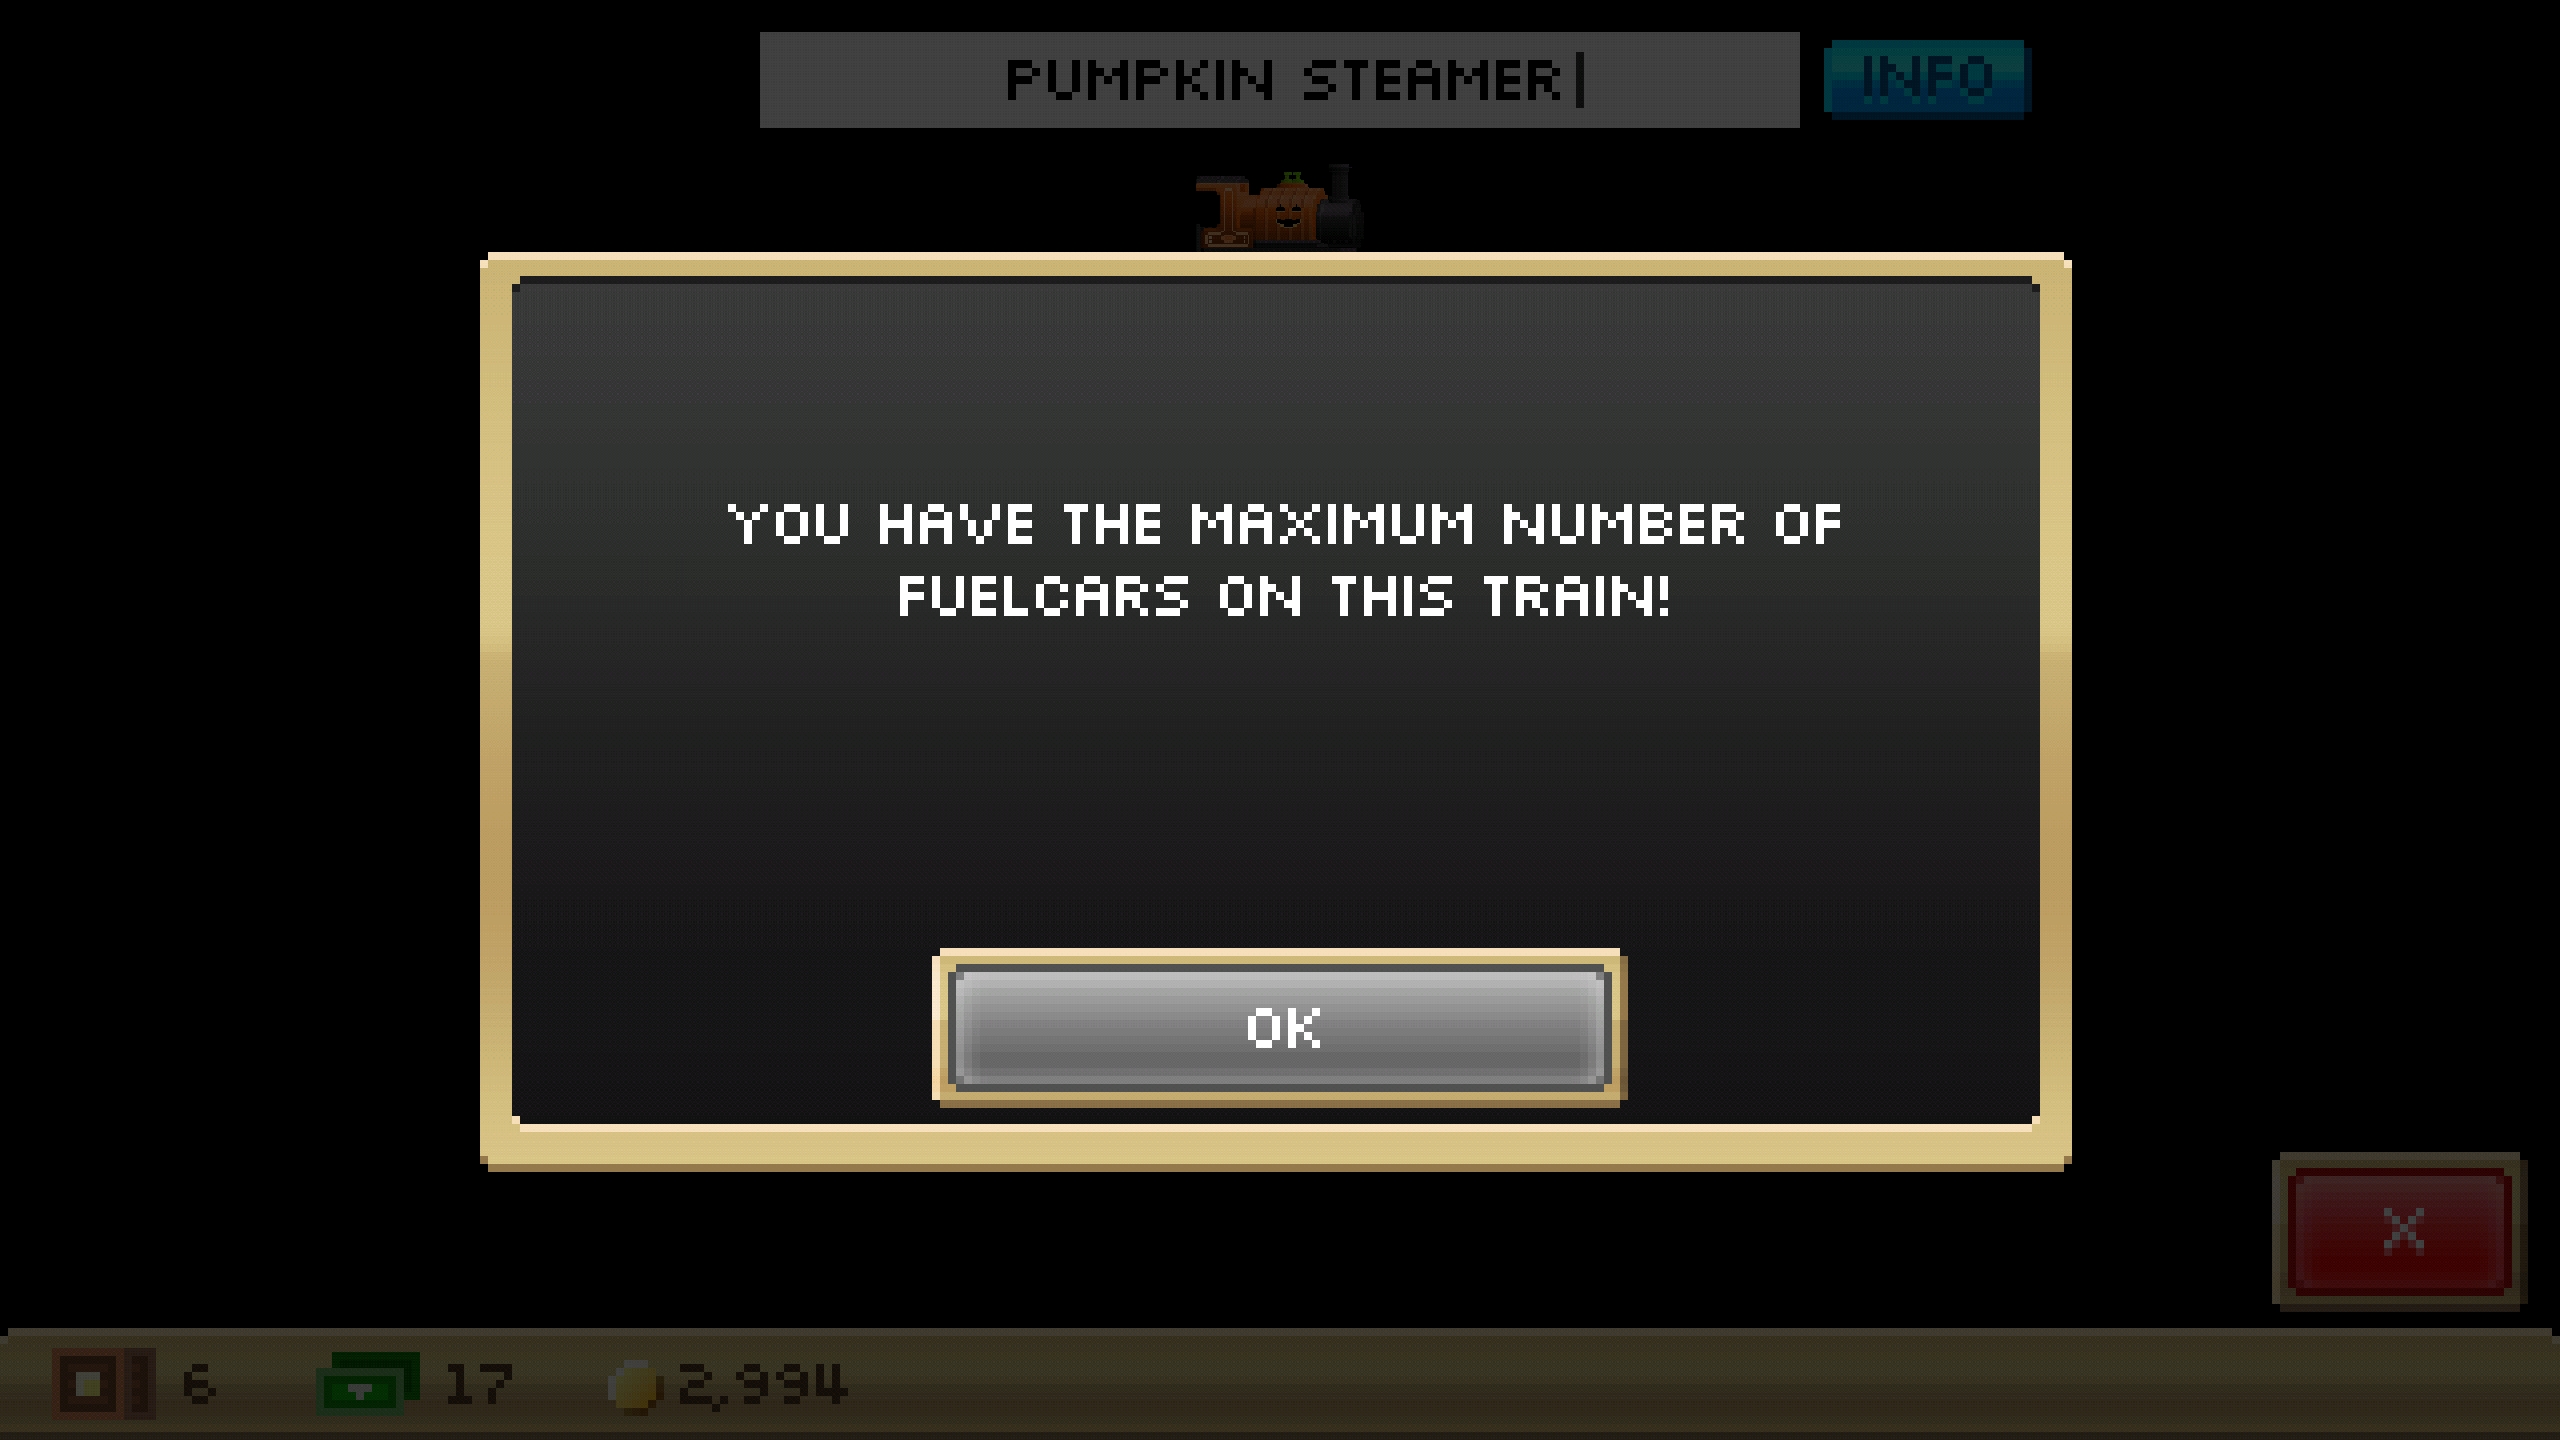 PUMPKIN STEAMER
INFO
YOU HAVE THE MAXIMUM NUMBER OF
FUELCARS ON THIS TRAIN!
OK
X
6 17 2,994